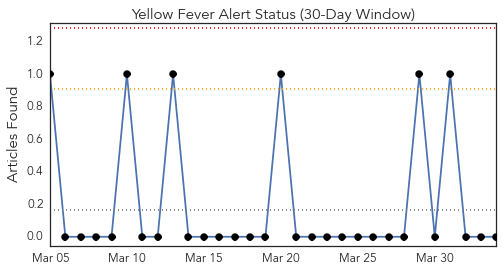 Yellow Fever Alert Status (30-Day Window)
Articles Found
1.2
1.0
0.8
0.6
0.4
0.2
0.0
Mar 05 Mar 10 Mar 15 Mar 20 Mar 25 Mar 30